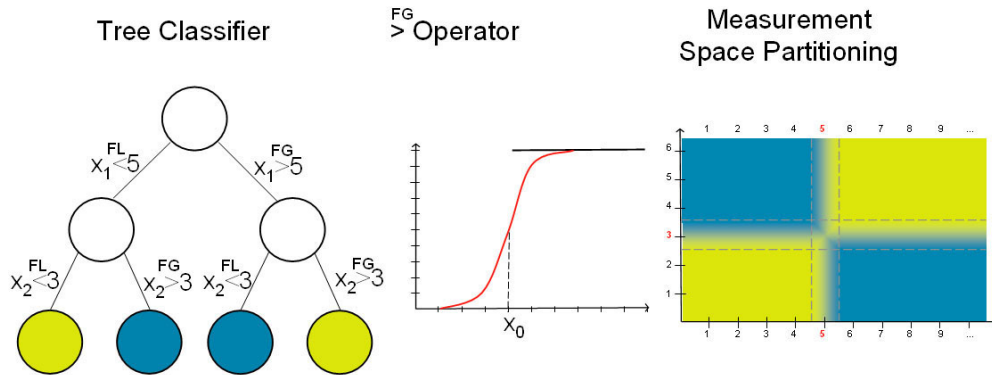 Tree Classifier
FG
> Operator
Measurement
Space Partitioning
FL
X1<5
FG
X1>5
FL
X2<3
FG
X2>3
FL
X2<3
FG
X2>3
X0
1 2 3 4 5 6 7 8 9 ...
6
5
4
3
2
1
1 2 3 4 5 6 7 8 9 ...